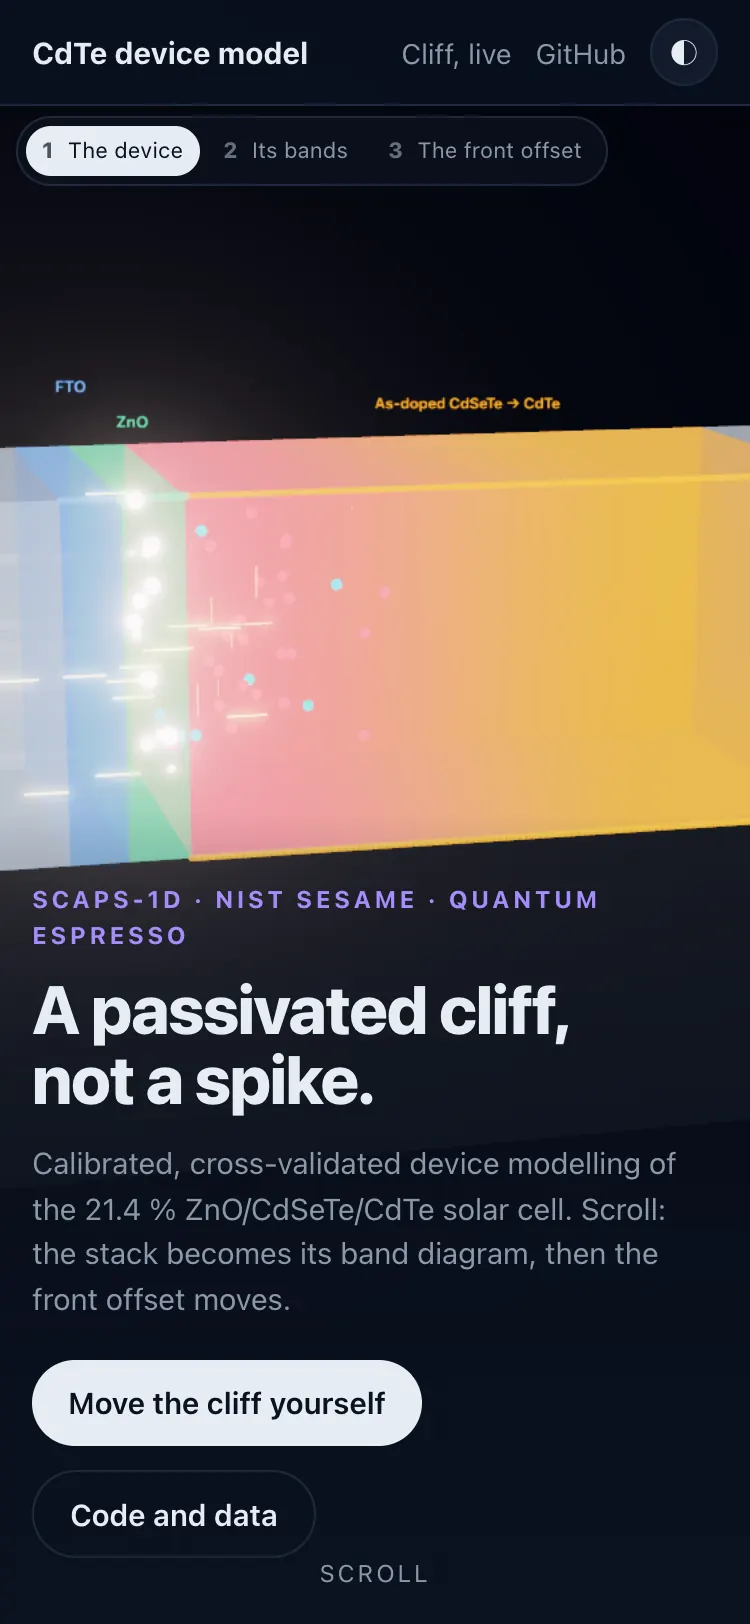 CdTe device model Cliff, live GitHub
1 The device 2 Its bands 3 The front offset
FTO
As-doped CdSeTe → CdTe
ZnO
SCAPS-1D · NIST SESAME · QUANTUM
ESPRESSO
A passivated cliff,
not a spike.
Calibrated, cross-validated device modelling of
the 21.4 % ZnO/CdSeTe/CdTe solar cell. Scroll:
the stack becomes its band diagram, then the
front offset moves.
Move the cliff yourself
Code and data
SCROLL